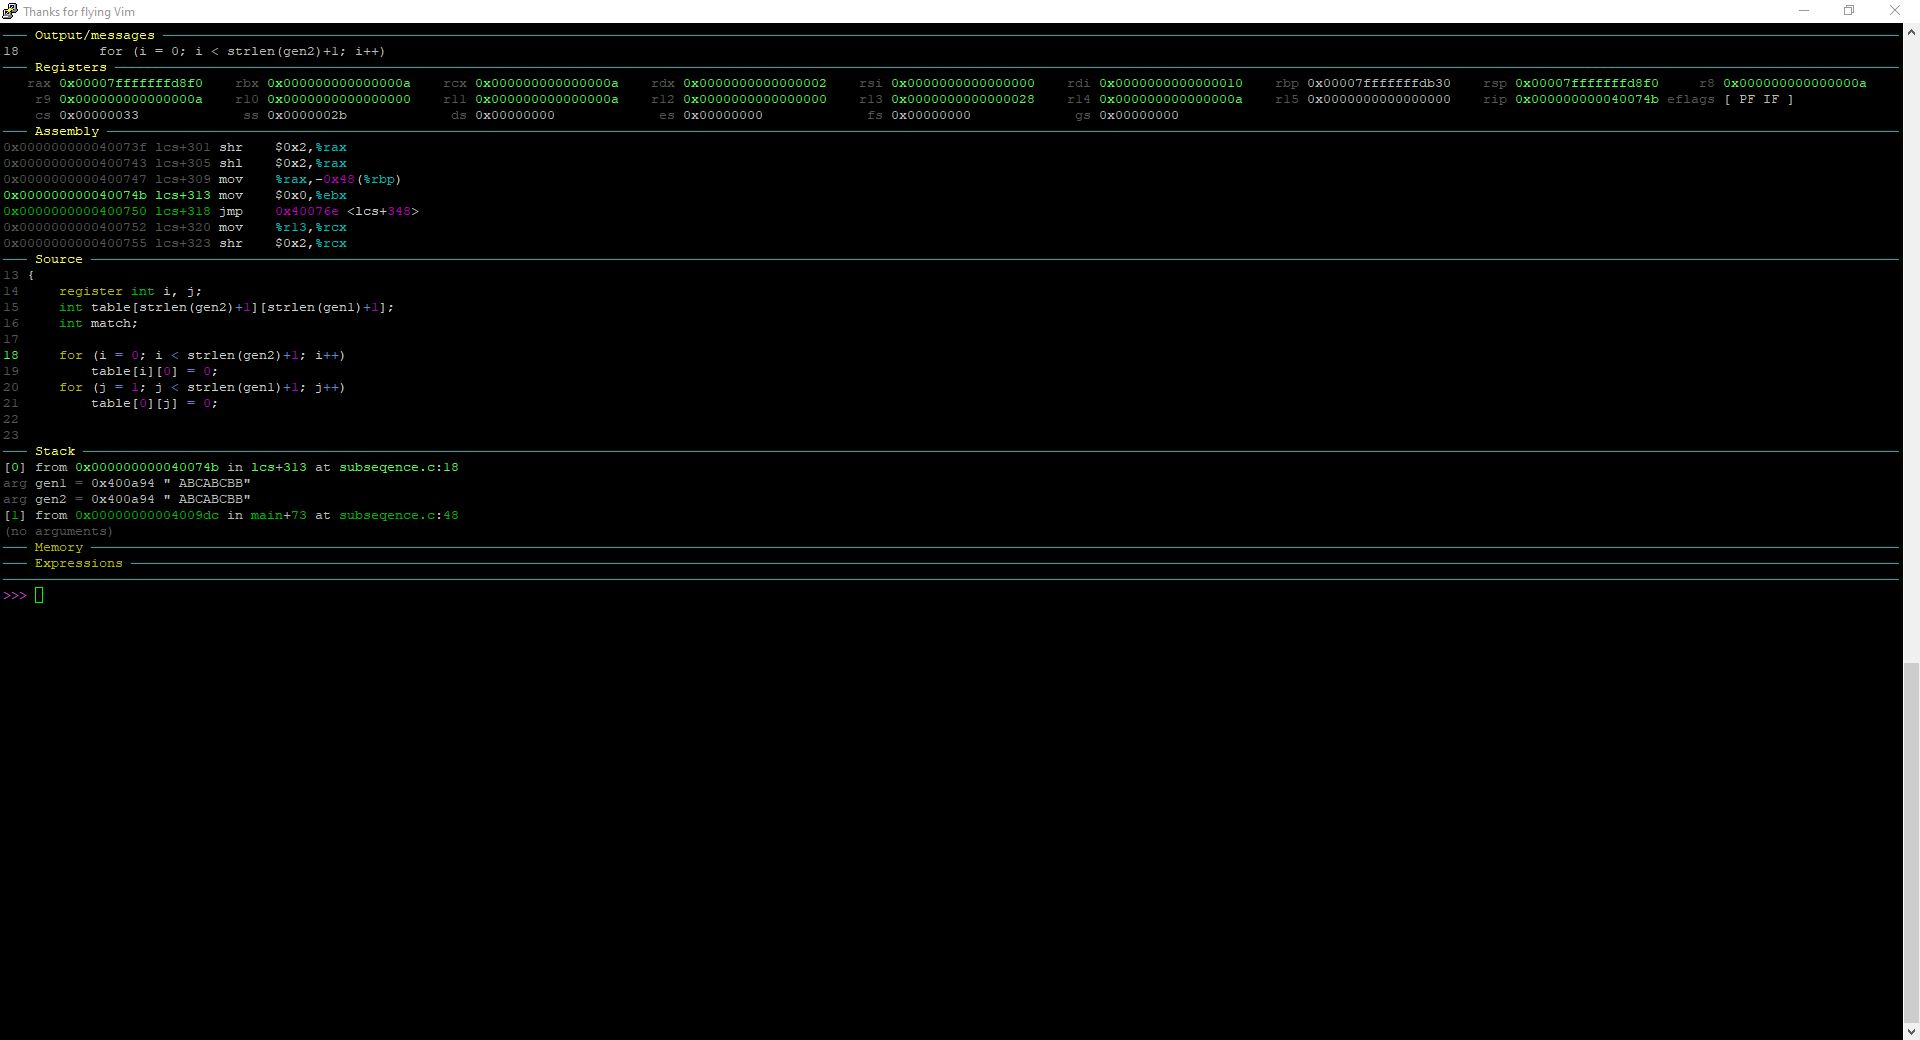 Thanks for flying Vim
Output/messages
18          for (i = 0; i < strlen(gen2)+1; i++)
Registers
rax 0x00007fffffffd8f0    rbx 0x000000000000000a    rcx 0x000000000000000a    rdx 0x0000000000000002    rsi 0x0000000000000000    rdi 0x0000000000000010    rbp 0x00007fffffffdb30    rsp 0x00007fffffffd8f0     r8 0x000000000000000a
r9 0x000000000000000a    r10 0x0000000000000000    r11 0x000000000000000a    r12 0x0000000000000000    r13 0x0000000000000028    r14 0x000000000000000a    r15 0x0000000000000000    rip 0x000000000040074b eflags [ PF IF ]
cs 0x00000033             ss 0x0000002b             ds 0x00000000             es 0x00000000             fs 0x00000000             gs 0x00000000
Assembly
0x000000000040073f lcs+301 shr    $0x2,%rax
0x0000000000400743 lcs+305 shl    $0x2,%rax
0x0000000000400747 lcs+309 mov    %rax,-0x48(%rbp)
0x000000000040074b lcs+313 mov    $0x0,%ebx
0x0000000000400750 lcs+318 jmp    0x40076e <lcs+348>
0x0000000000400752 lcs+320 mov    %r13,%rcx
0x0000000000400755 lcs+323 shr    $0x2,%rcx
Source
13 {
14     register int i, j;
15     int table[strlen(gen2)+1][strlen(gen1)+1];
16     int match;
17
18     for (i = 0; i < strlen(gen2)+1; i++)
19         table[i][0] = 0;
20     for (j = 1; j < strlen(gen1)+1; j++)
21         table[0][j] = 0;
22
23
Stack
[0] from 0x000000000040074b in lcs+313 at subseqence.c:18
arg gen1 = 0x400a94 " ABCABCBB"
arg gen2 = 0x400a94 " ABCABCBB"
[1] from 0x00000000004009dc in main+73 at subseqence.c:48
(no arguments)
Memory
Expressions
>>>